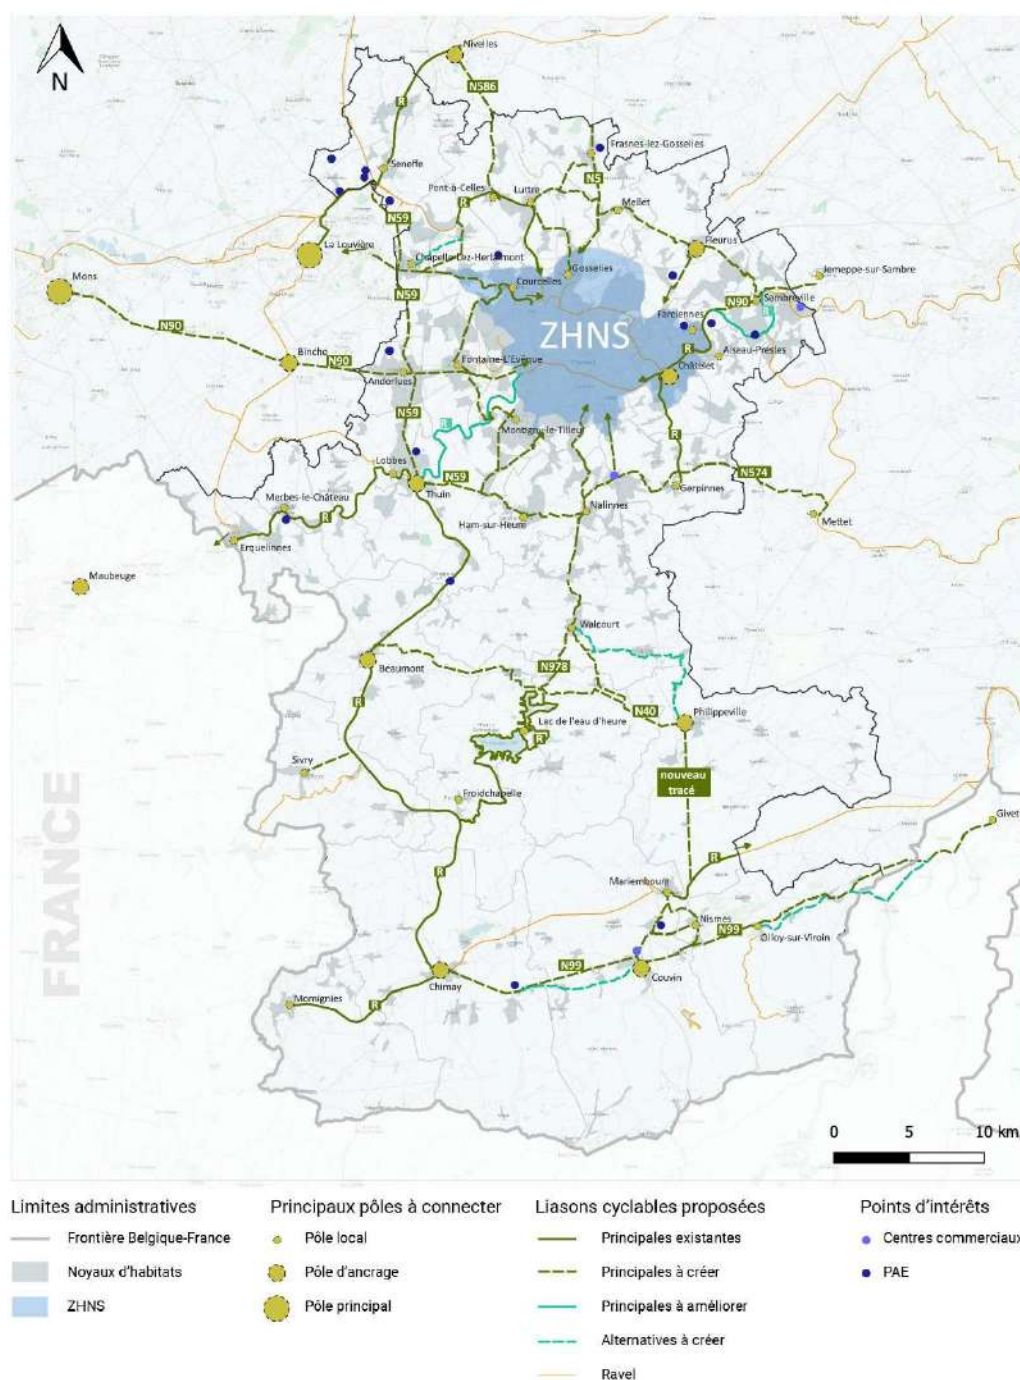 N
Nivelles
N586
R
Frasnes-lez-Gosselies
Seneffe
N5
Pont-à-Celles
Luttre
R
Mellet
N59
La Louvière
Fleurus
Chapelle-Lez-Herlaimont
Gosselies
Jemeppe-sur-Sambre
Mons
Courcelles
N59
N90
Sambreville
R
ZHNS
Farciennes
N90
Aiseau-Presles
R
Binche
N90
Fontaine-L'Evêque
Châtelet
Anderlues
N59
R
Montigny-le-Tilleul
R
Lobbes
N59
N574
Thuin
Gerpinnes
Merbes-le-Château
R
Nalinnes
Mettet
Ham-sur-Heure
Erquelinnes
Maubeuge
Walcourt
Beaumont
N978
R
N40
Philippeville
Lac de l'eau d'heure
R
Sivry
nouveau
tracé
Froidchapelle
FRANCE
Givet
R
R
Mariembourg
Nismes
N99
Olloy-sur-Viroin
N99
Chimay
Couvin
Momignies
R
0 5 10 km
Limites administratives
Frontière Belgique-France
Noyaux d'habitats
ZHNS
Principaux pôles à connecter
Pôle local
Pôle d'ancrage
Pôle principal
Liasons cyclables proposées
Principales existantes
Principales à créer
Principales à améliorer
Alternatives à créer
Ravel
Points d'intérêts
Centres commerciaux
PAE